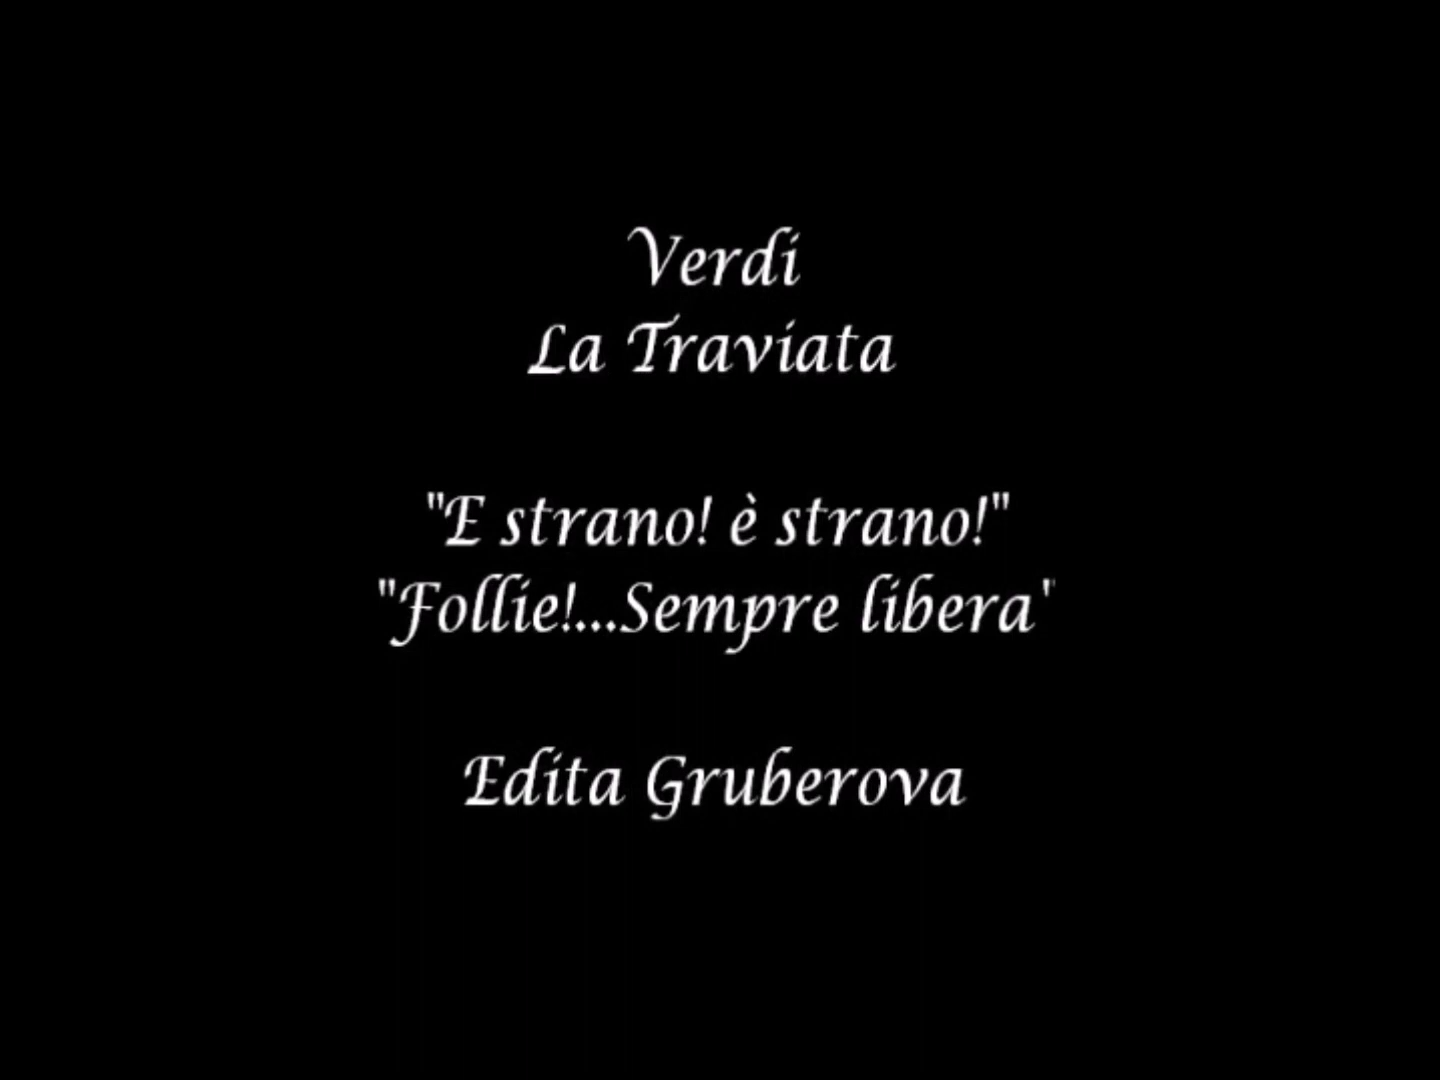 Verdi
La Traviata
"E strano! è strano!"
"Follie!...Sempre libera"
Edita Gruberova